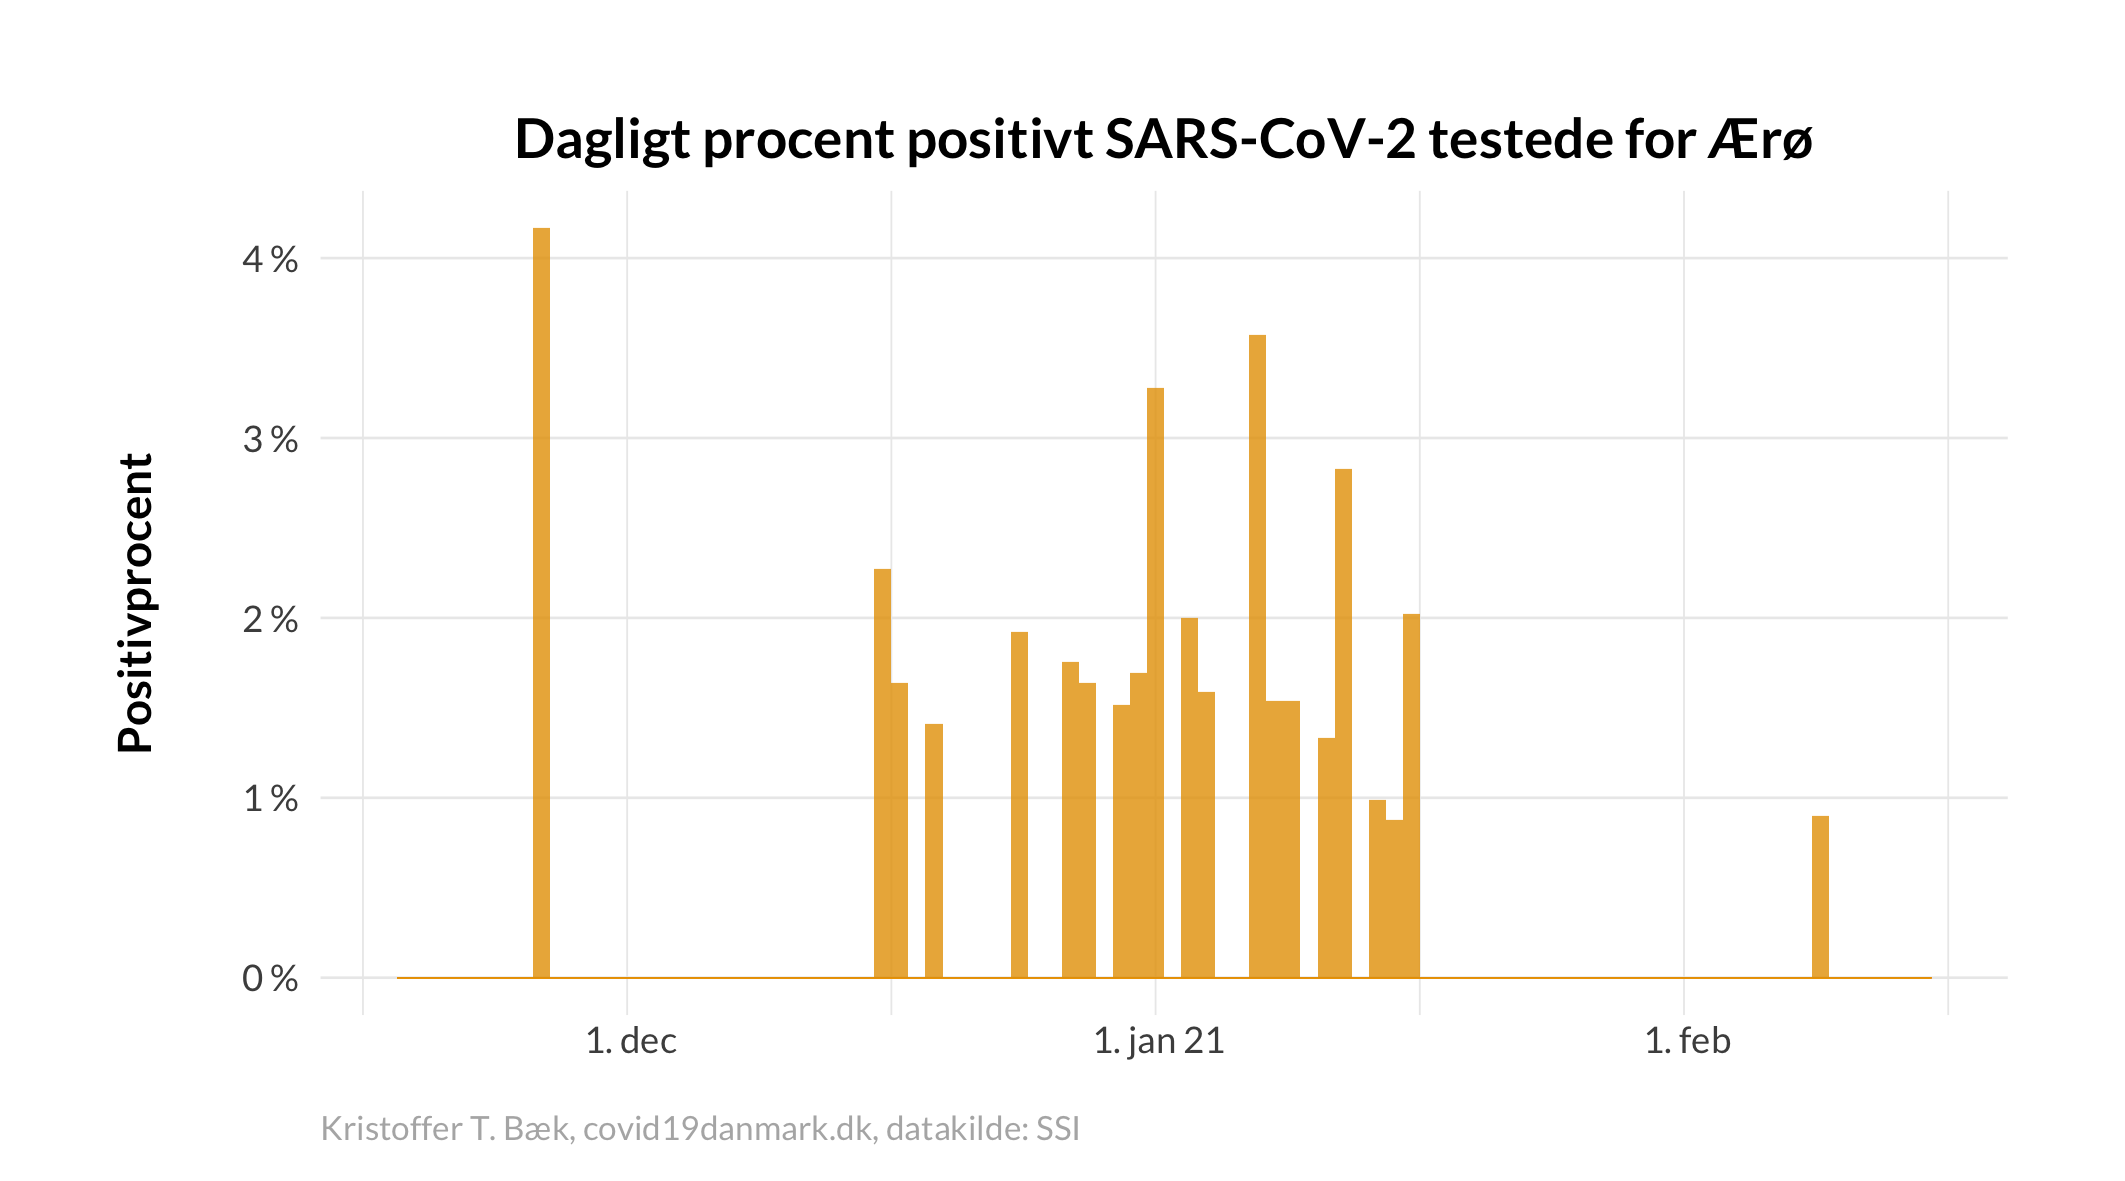 Dagligt procent positivt SARS-CoV-2 testede for Ærø
Positivprocent
4 %
3 %
2 %
1 %
0 %
1. dec
1. jan 21
1. feb
Kristoffer T. Bæk, covid19danmark.dk, datakilde: SSI